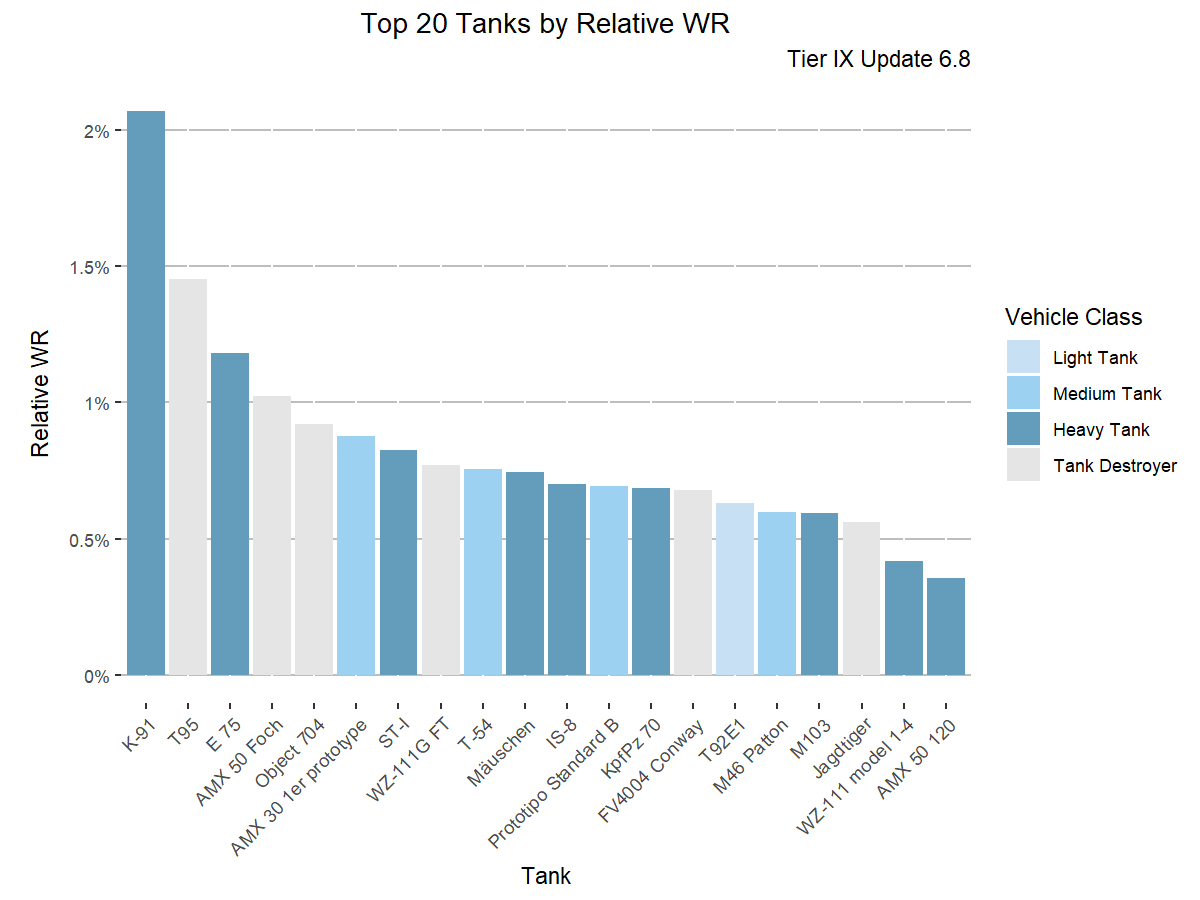 Top 20 Tanks by Relative WR
Tier IX Update 6.8
Relative WR
2%
1.5%
1%
0.5%
0%
K-91
T95
E 75
AMX 50 Foch
Object 704
AMX 30 1er prototype
ST-I
WZ-111G FT
T-54
Mäuschen
IS-8
Prototipo Standard B
KpfPz 70
FV4004 Conway
T92E1
M46 Patton
M103
Jagdtiger
WZ-111 model 1-4
AMX 50 120
Tank
Vehicle Class
Light Tank
Medium Tank
Heavy Tank
Tank Destroyer